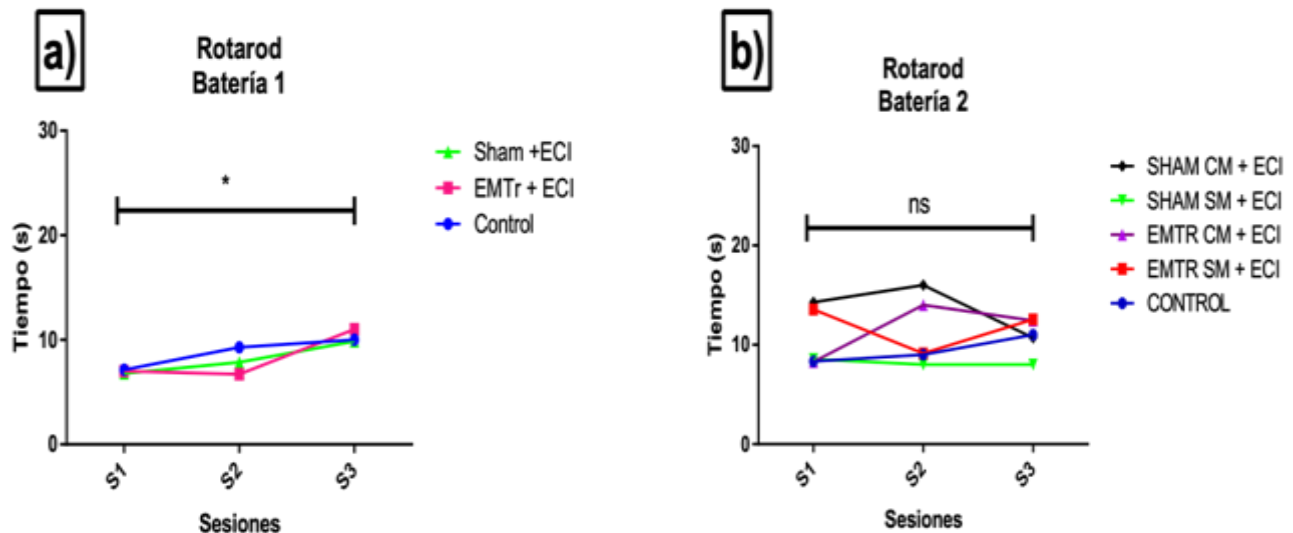 a)
Rotarod
Batería 1
30
20
10
0
Tiempo (s)
*
S1
S2
S3
Sesiones
Sham +ECI
EMTr + ECI
Control
b)
Rotarod
Batería 2
30
20
10
0
Tiempo (s)
ns
S1
S2
S3
Sesiones
SHAM CM + ECI
SHAM SM + ECI
EMTR CM + ECI
EMTR SM + ECI
CONTROL